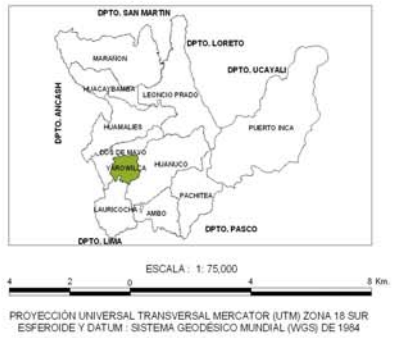 DPTO. SAN MARTIN
DPTO. LORETO
MARAÑON
DPTO. UCAYALI
HUACAYBAMBA
LEONCIO PRADO
DPTO. ANCASH
HUAMALIES
PUERTO INCA
DOS DE MAYO
YAROWILCA
HUANUCO
PACHITEA
LAURICOCHA
AMBO
DPTO. PASCO
DPTO. LIMA
ESCALA : 1: 75,000
4 2 0 4 8 Km.
PROYECCIÓN UNIVERSAL TRANSVERSAL MERCATOR (UTM) ZONA 18 SUR
ESFEROIDE Y DATUM : SISTEMA GEODÉSICO MUNDIAL (WGS) DE 1984